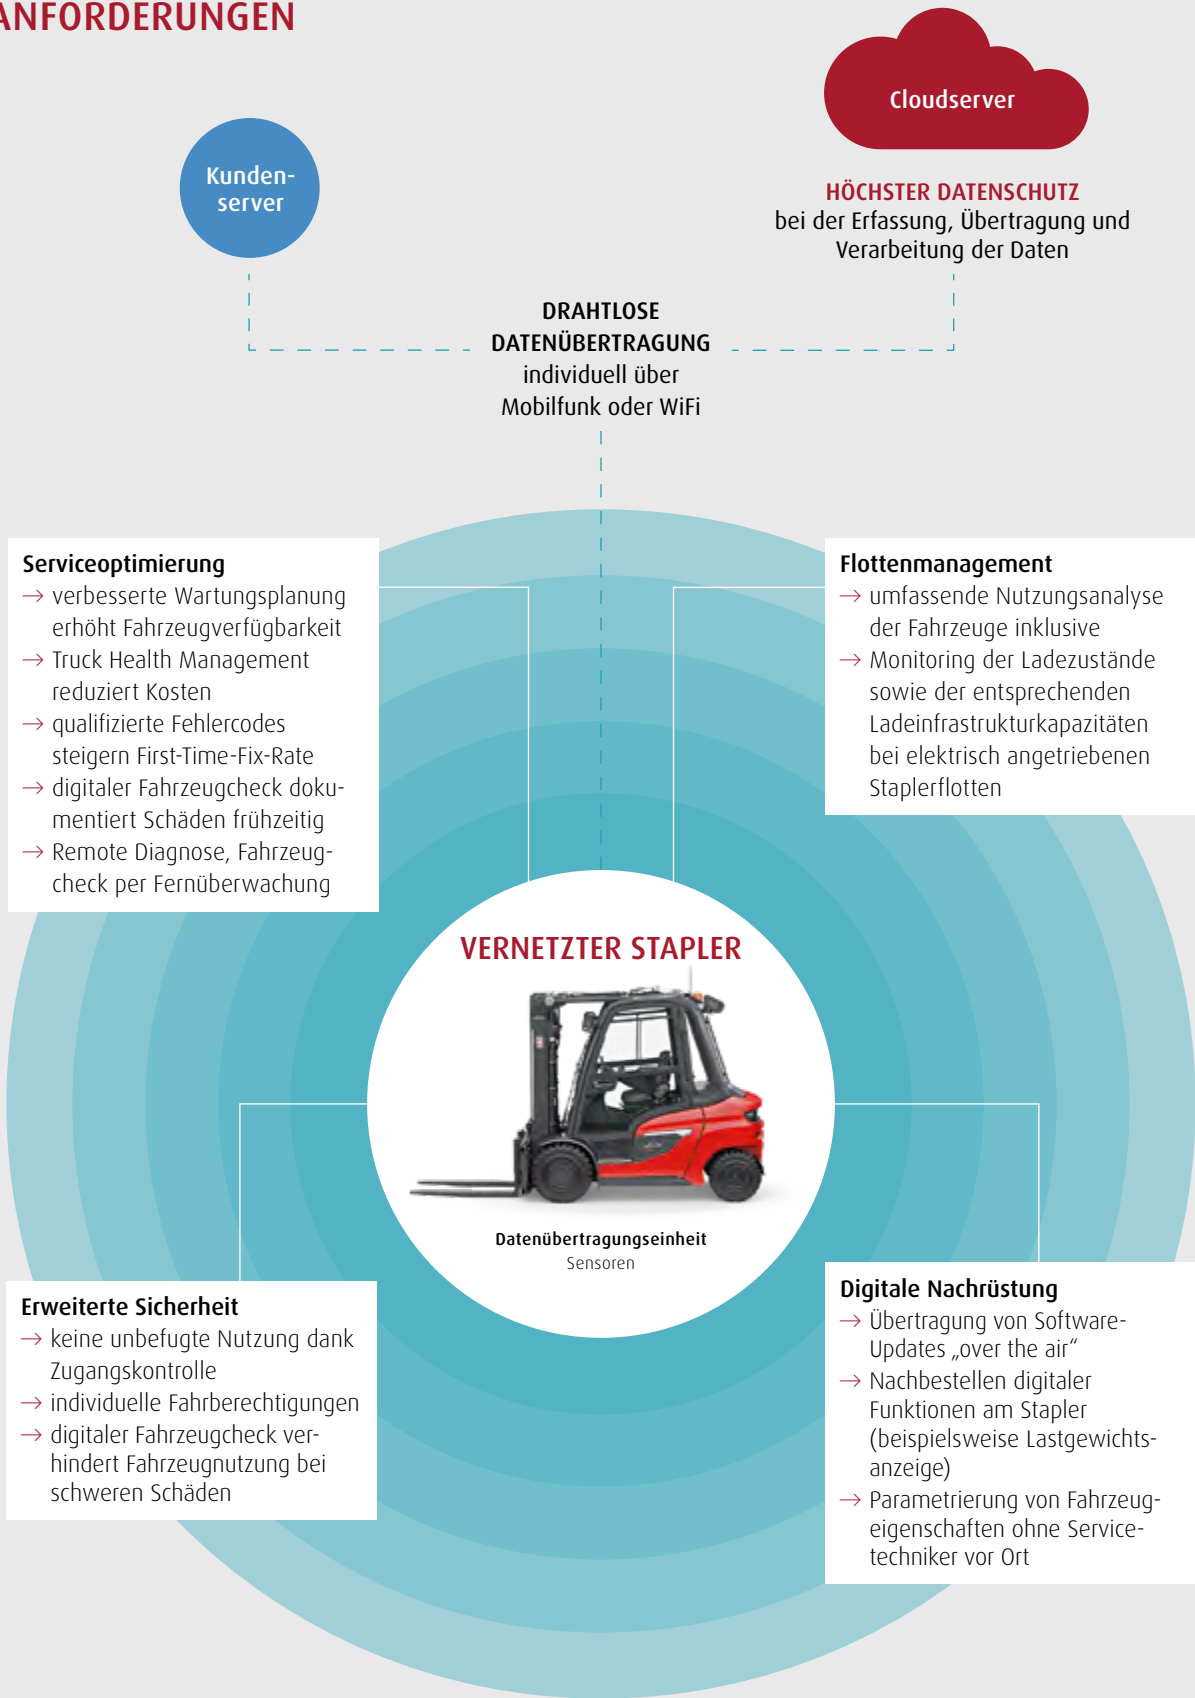 ANFORDERUNGEN
Cloudserver
Kunden-
server
HÖCHSTER DATENSCHUTZ
bei der Erfassung, Übertragung und
Verarbeitung der Daten
DRAHTLOSE
DATENÜBERTRAGUNG
individuell über
Mobilfunk oder WiFi
Serviceoptimierung
→ verbesserte Wartungsplanung
erhöht Fahrzeugverfügbarkeit
→ Truck Health Management
reduziert Kosten
→ qualifizierte Fehlercodes
steigern First-Time-Fix-Rate
→ digitaler Fahrzeugcheck doku-
mentiert Schäden frühzeitig
→ Remote Diagnose, Fahrzeug-
check per Fernüberwachung
Flottenmanagement
→ umfassende Nutzungsanalyse
der Fahrzeuge inklusive
→ Monitoring der Ladezustände
sowie der entsprechenden
Ladeinfrastrukturkapazitäten
bei elektrisch angetriebenen
Staplerflotten
VERNETZTER STAPLER
Datenübertragungseinheit
Sensoren
Erweiterte Sicherheit
→ keine unbefugte Nutzung dank
Zugangskontrolle
→ individuelle Fahrberechtigungen
→ digitaler Fahrzeugcheck ver-
hindert Fahrzeugnutzung bei
schweren Schäden
Digitale Nachrüstung
→ Übertragung von Software-
Updates „over the air“
→ Nachbestellen digitaler
Funktionen am Stapler
(beispielsweise Lastgewichts-
anzeige)
→ Parametrierung von Fahrzeug-
eigenschaften ohne Service-
techniker vor Ort